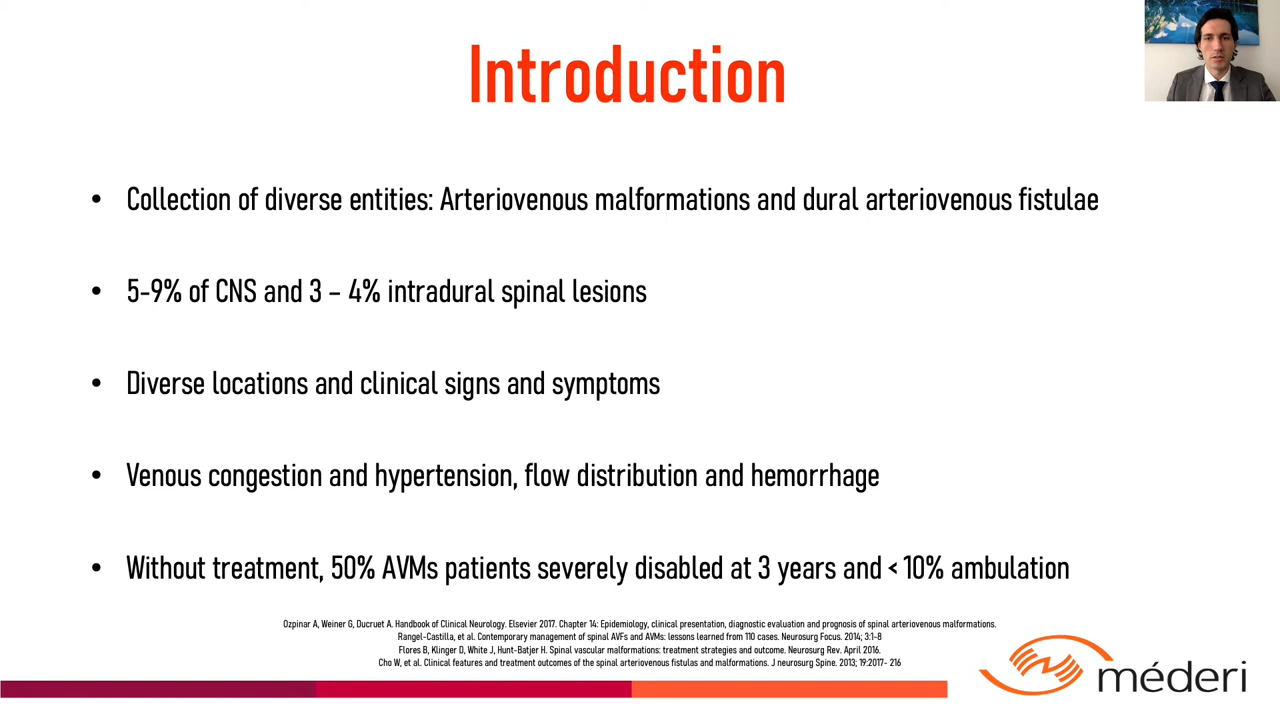 Introduction
• Collection of diverse entities: Arteriovenous malformations and dural arteriovenous fistulae
• 5-9% of CNS and 3 – 4% intradural spinal lesions
• Diverse locations and clinical signs and symptoms
• Venous congestion and hypertension, flow distribution and hemorrhage
• Without treatment, 50% AVMs patients severely disabled at 3 years and < 10% ambulation
Ozpinar A, Weiner G, Ducruet A. Handbook of Clinical Neurology. Elsevier 2017. Chapter 14: Epidemiology, clinical presentation, diagnostic evaluation and prognosis of spinal arteriovenous malformations.
Rangel-Castilla, et al. Contemporary management of spinal AVFs and AVMs: lessons learned from 110 cases. Neurosurg Focus. 2014; 3:1-8
Flores B, Klinger D, White J, Hunt-Batjer H. Spinal vascular malformations: treatment strategies and outcome. Neurosurg Rev. April 2016.
Cho W, et al. Clinical features and treatment outcomes of the spinal arteriovenous fistulas and malformations. J neurosurg Spine. 2013; 19:2017- 216
méderi